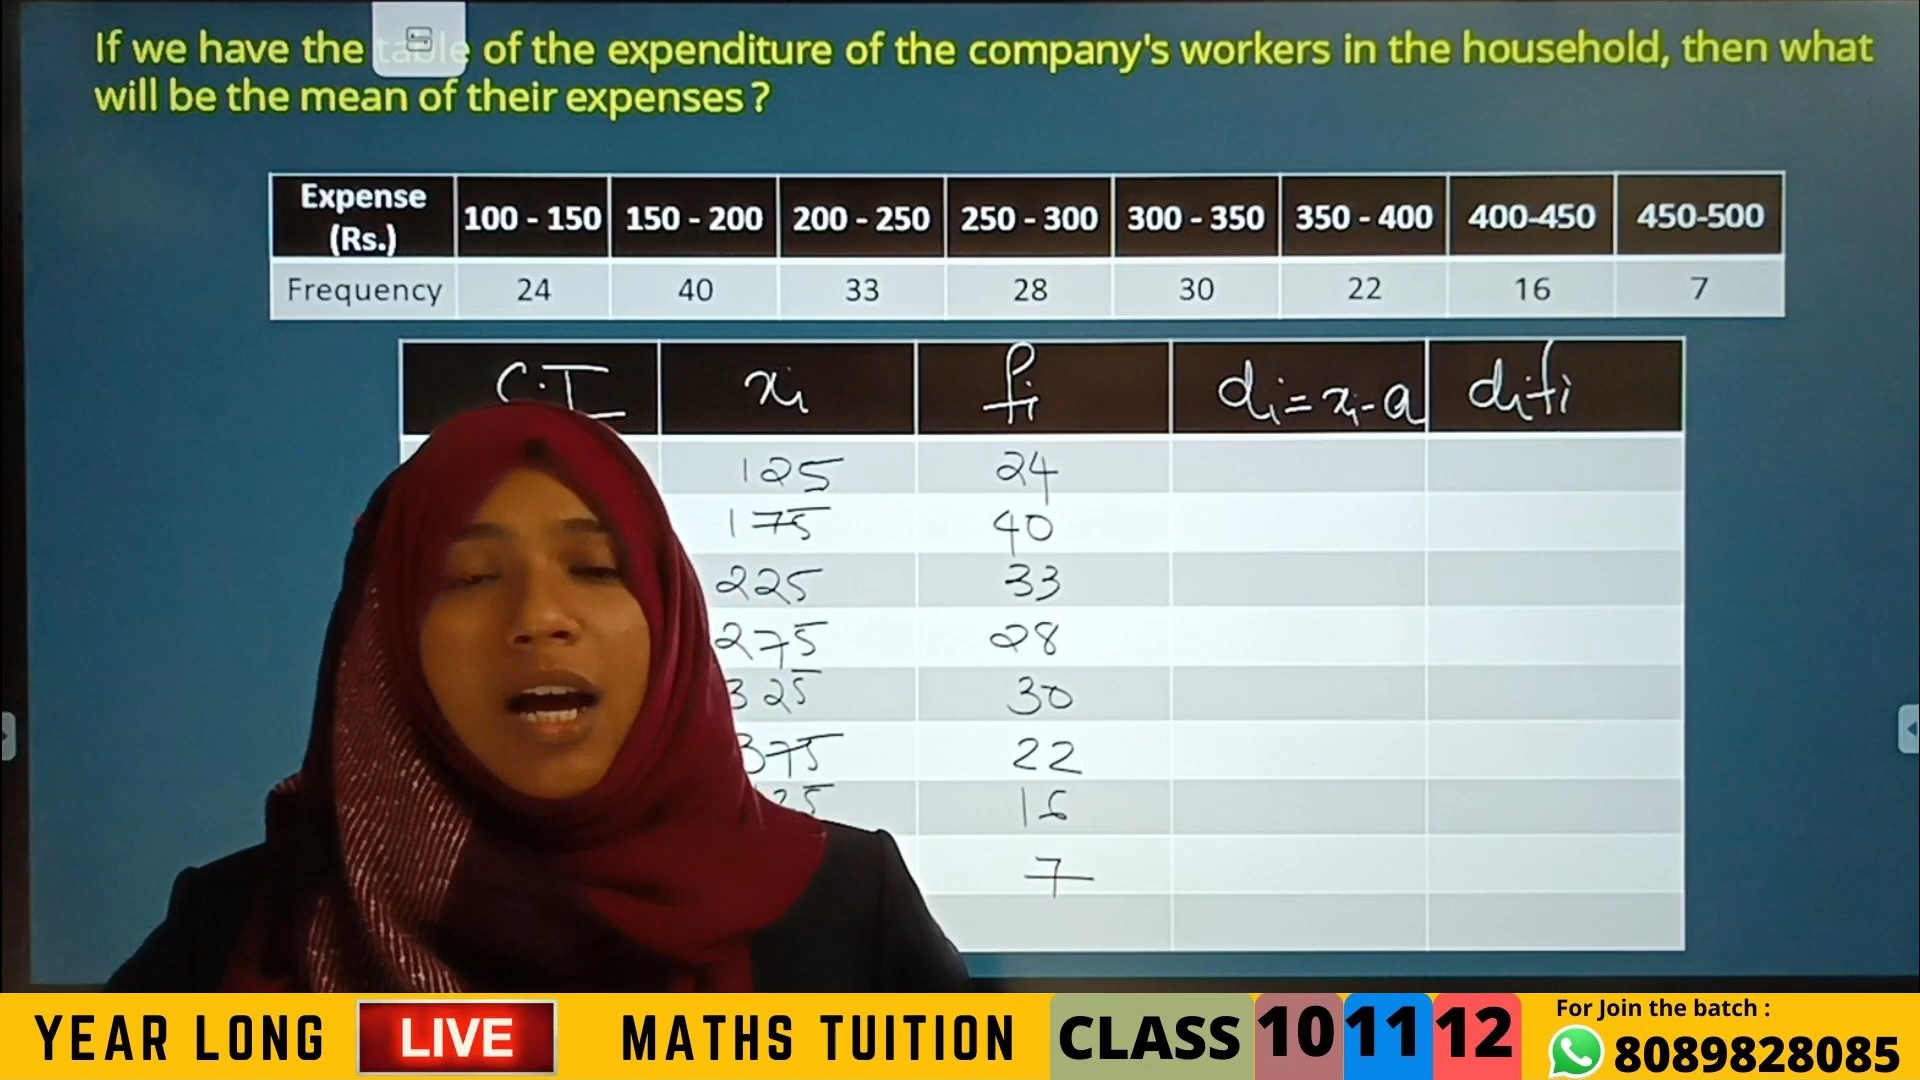 If we have the table of the expenditure of the company's workers in the household, then what
will be the mean of their expenses ?
Expense (Rs.) 100 - 150 150 - 200 200 - 250 250 - 300 300 - 350 350 - 400 400-450 450-500
Frequency 24 40 33 28 30 22 16 7
C.I xi fi di = xi - a difi
125 24
175 40
225 33
275 28
325 30
375 22
25 16
7
YEAR LONG LIVE MATHS TUITION CLASS 10 11 12
For Join the batch :
8089828085